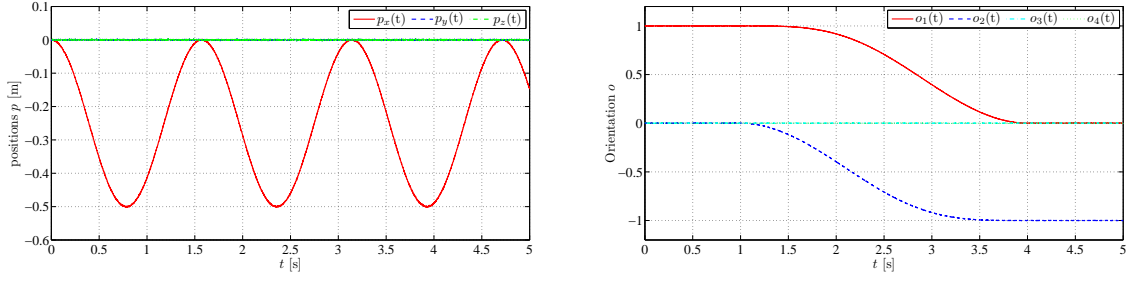 0.1
0
−0.1
−0.2
−0.3
−0.4
−0.5
−0.6
positions p [m]
p_x(t) p_y(t) p_z(t)
0 0.5 1 1.5 2 2.5 3 3.5 4 4.5 5
t [s]
1
0.5
0
−0.5
−1
Orientation o
o_1(t) o_2(t) o_3(t) o_4(t)
0 0.5 1 1.5 2 2.5 3 3.5 4 4.5 5
t [s]